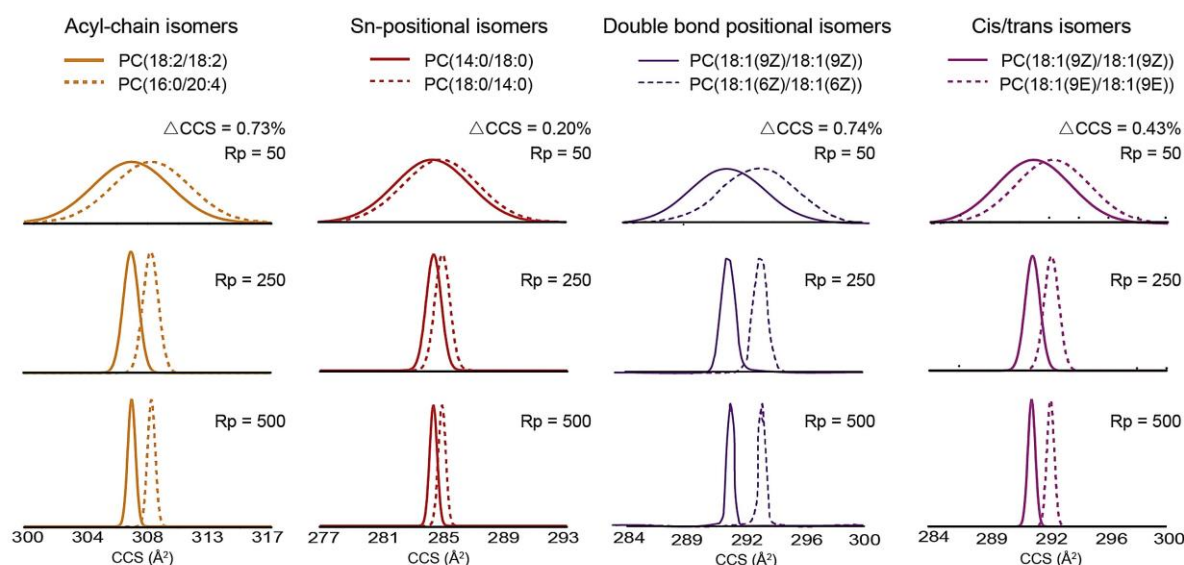 Acyl-chain isomers
PC(18:2/18:2)
PC(16:0/20:4)
△CCS = 0.73%
Rp = 50
Rp = 250
Rp = 500
300 304 308 313 317
CCS (Å²)
Sn-positional isomers
PC(14:0/18:0)
PC(18:0/14:0)
△CCS = 0.20%
Rp = 50
Rp = 250
Rp = 500
277 281 285 289 293
CCS (Å²)
Double bond positional isomers
PC(18:1(9Z)/18:1(9Z))
PC(18:1(6Z)/18:1(6Z))
△CCS = 0.74%
Rp = 50
Rp = 250
Rp = 500
284 289 292 296 300
CCS (Å²)
Cis/trans isomers
PC(18:1(9Z)/18:1(9Z))
PC(18:1(9E)/18:1(9E))
△CCS = 0.43%
Rp = 50
Rp = 250
Rp = 500
284 289 292 296 300
CCS (Å²)